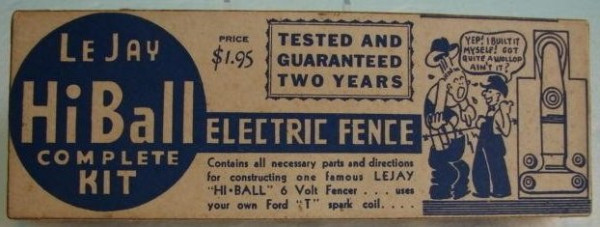 LE JAY
HiBall
COMPLETE
KIT
PRICE
$1.95
TESTED AND
GUARANTEED
TWO YEARS
ELECTRIC FENCE
Contains all necessary parts and directions
for constructing one famous LEJAY
"HI-BALL" 6 Volt Fencer . . . uses
your own Ford "T" spark coil . . . .
YEP! I BUILT IT
MYSELF! GOT
QUITE A WALLOP
AIN'T IT?